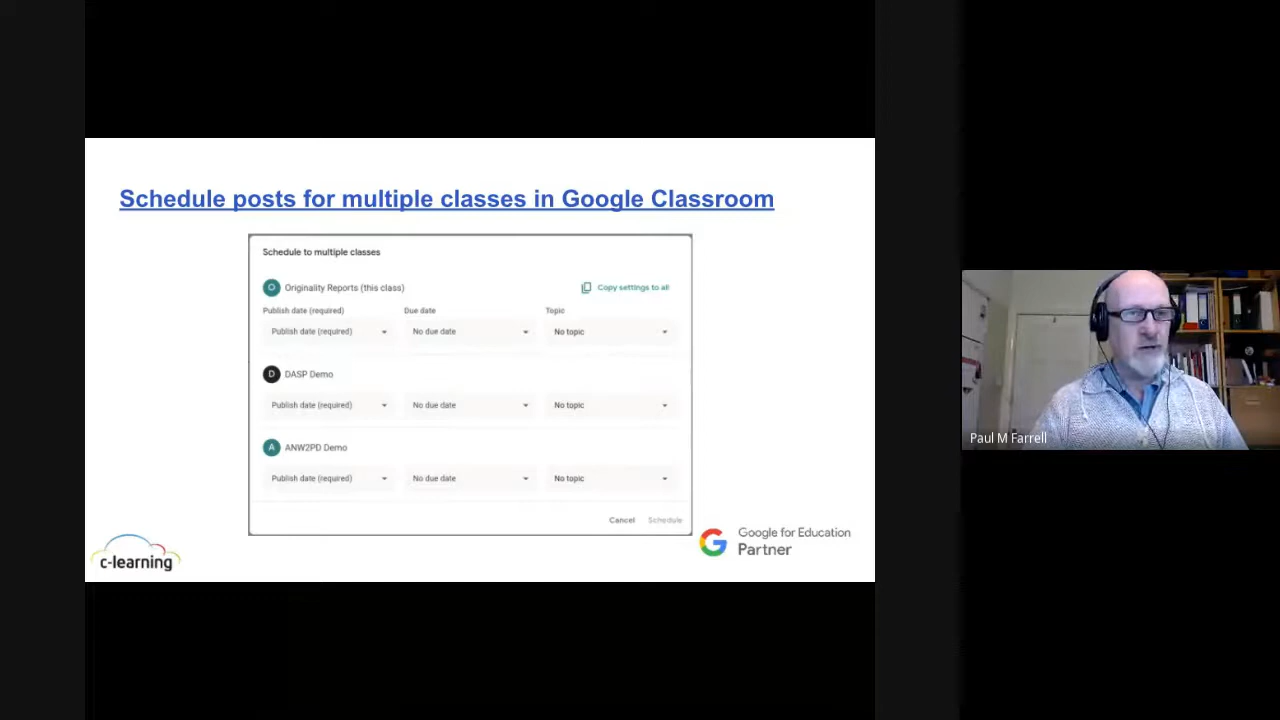 Schedule posts for multiple classes in Google Classroom
Schedule to multiple classes
O Originality Reports (this class) Copy settings to all
Publish date (required) Due date Topic
Publish date (required) No due date No topic
D DASP Demo
Publish date (required) No due date No topic
A ANW2PD Demo
Publish date (required) No due date No topic
Cancel Schedule
c-learning
Google for Education
Partner
Paul M Farrell